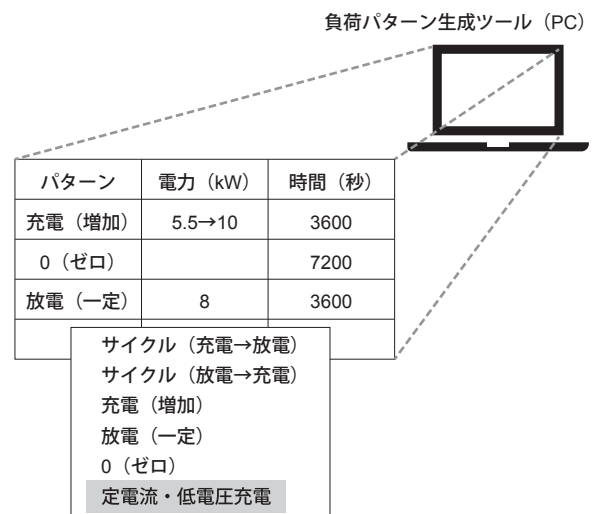 負荷パターン生成ツール（PC）
パターン 電力（kW） 時間（秒）
充電（増加） 5.5→10 3600
0（ゼロ） 7200
放電（一定） 8 3600
サイクル（充電→放電）
サイクル（放電→充電）
充電（増加）
放電（一定）
0（ゼロ）
定電流・低電圧充電